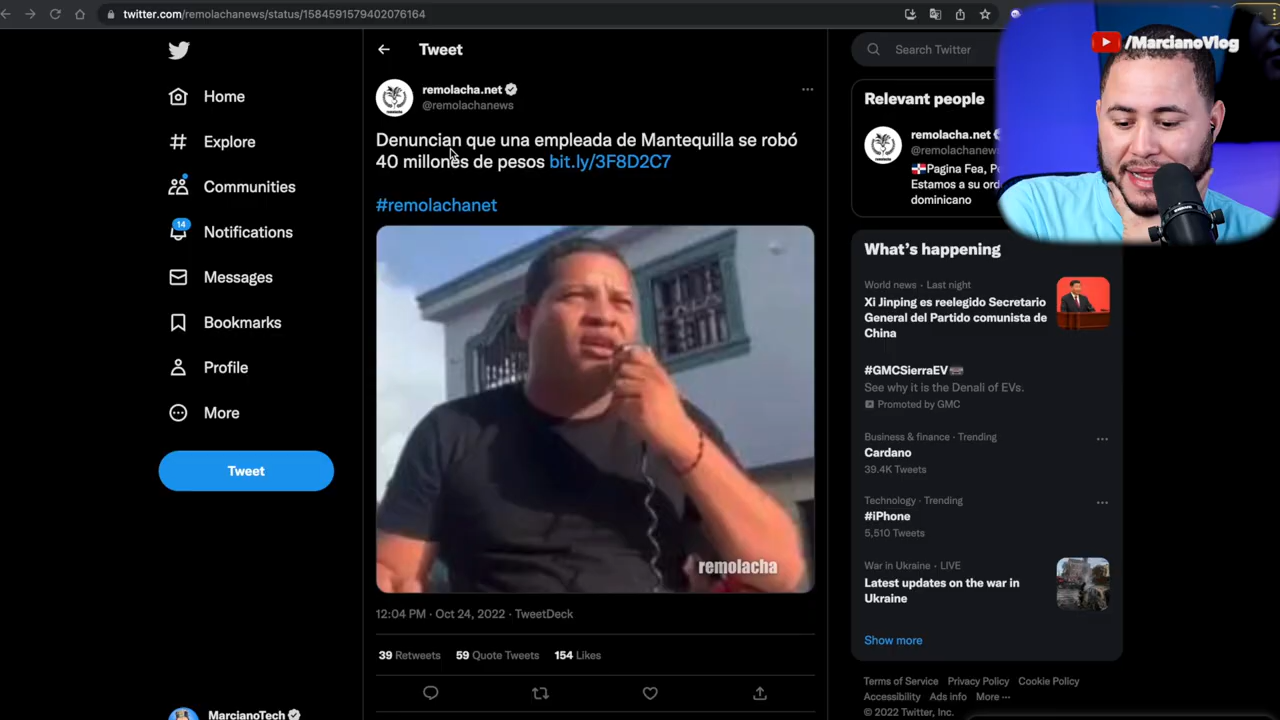 twitter.com/remolachanews/status/1584591579402076164
/MarcianoVlog
Home
Explore
Communities
14
Notifications
Messages
Bookmarks
Profile
More
Tweet
MarcianoTech
Tweet
remolacha.net
@remolachanews
Denuncian que una empleada de Mantequilla se robó
40 millones de pesos bit.ly/3F8D2C7
#remolachanet
remolacha
12:04 PM · Oct 24, 2022 · TweetDeck
39 Retweets 59 Quote Tweets 154 Likes
Search Twitter
Relevant people
remolacha.net
@remolachanews
Pagina Fea,
Estamos a su
dominicano
What's happening
World news · Last night
Xi Jinping es reelegido Secretario
General del Partido comunista de
China
#GMCSierraEV
See why it is the Denali of EVs.
Promoted by GMC
Business & finance · Trending
Cardano
39.4K Tweets
Technology · Trending
#iPhone
5,510 Tweets
War in Ukraine · LIVE
Latest updates on the war in
Ukraine
Show more
Terms of Service Privacy Policy Cookie Policy
Accessibility Ads info More ···
© 2022 Twitter, Inc.